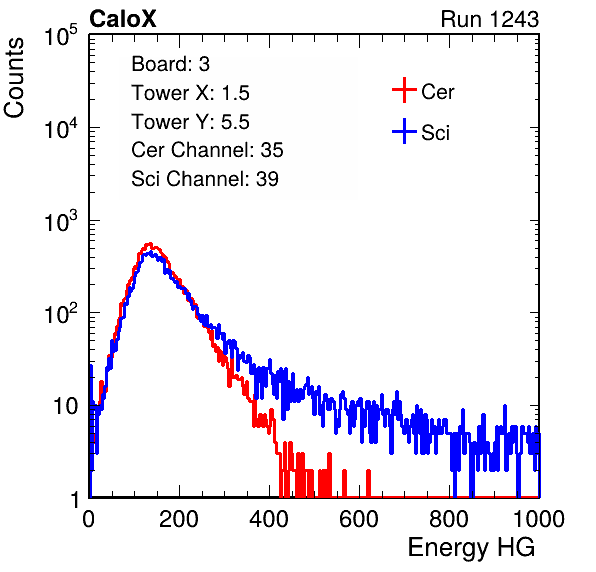 CaloX Run 1243
Counts
Board: 3
Tower X: 1.5
Tower Y: 5.5
Cer Channel: 35
Sci Channel: 39
Cer
Sci
10^5
10^4
10^3
10^2
10
1
0 200 400 600 800 1000
Energy HG